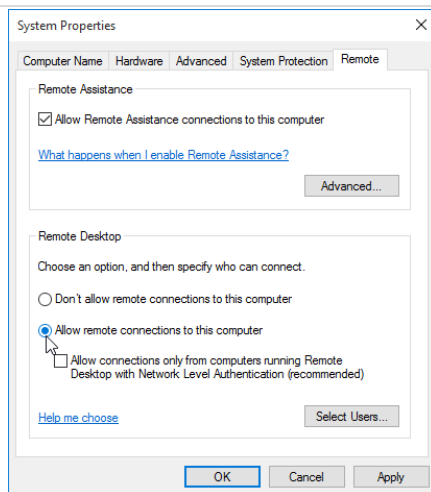 System Properties
Computer Name Hardware Advanced System Protection Remote
Remote Assistance
Allow Remote Assistance connections to this computer
What happens when I enable Remote Assistance?
Advanced...
Remote Desktop
Choose an option, and then specify who can connect.
Don't allow remote connections to this computer
Allow remote connections to this computer
Allow connections only from computers running Remote
Desktop with Network Level Authentication (recommended)
Help me choose
Select Users...
OK Cancel Apply